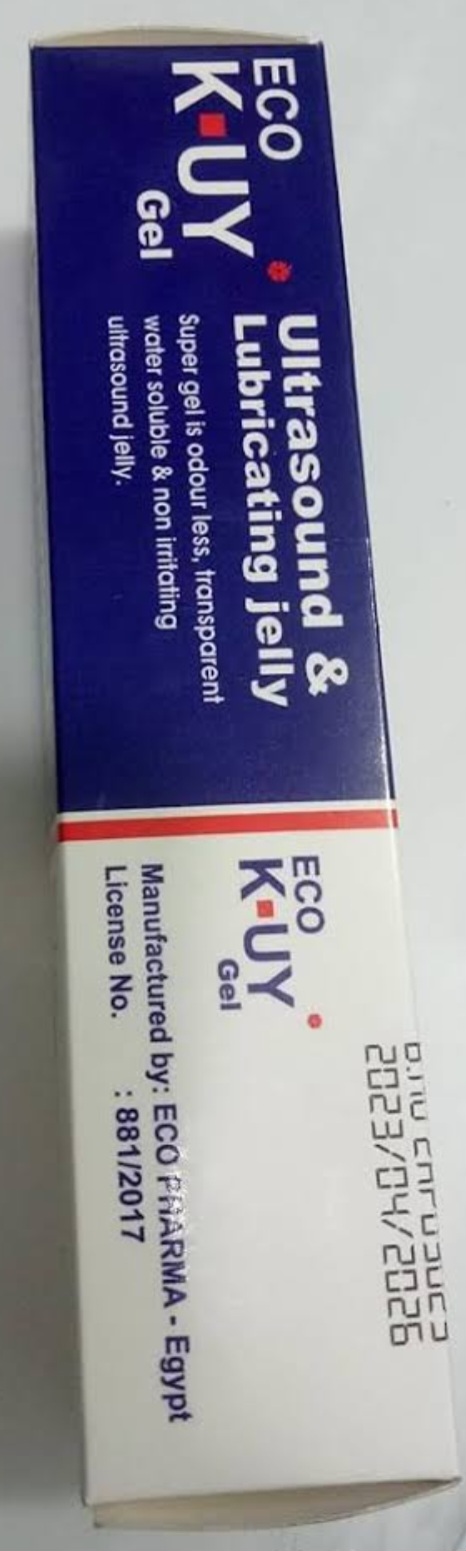 ECO
K-UY
Gel
Ultrasound &
Lubricating jelly
Super gel is odour less, transparent
water soluble & non irritating
ultrasound jelly.
ECO
K-UY
Gel
Manufactured by: ECO PHARMA - Egypt
License No. : 881/2017
2023/04/2026